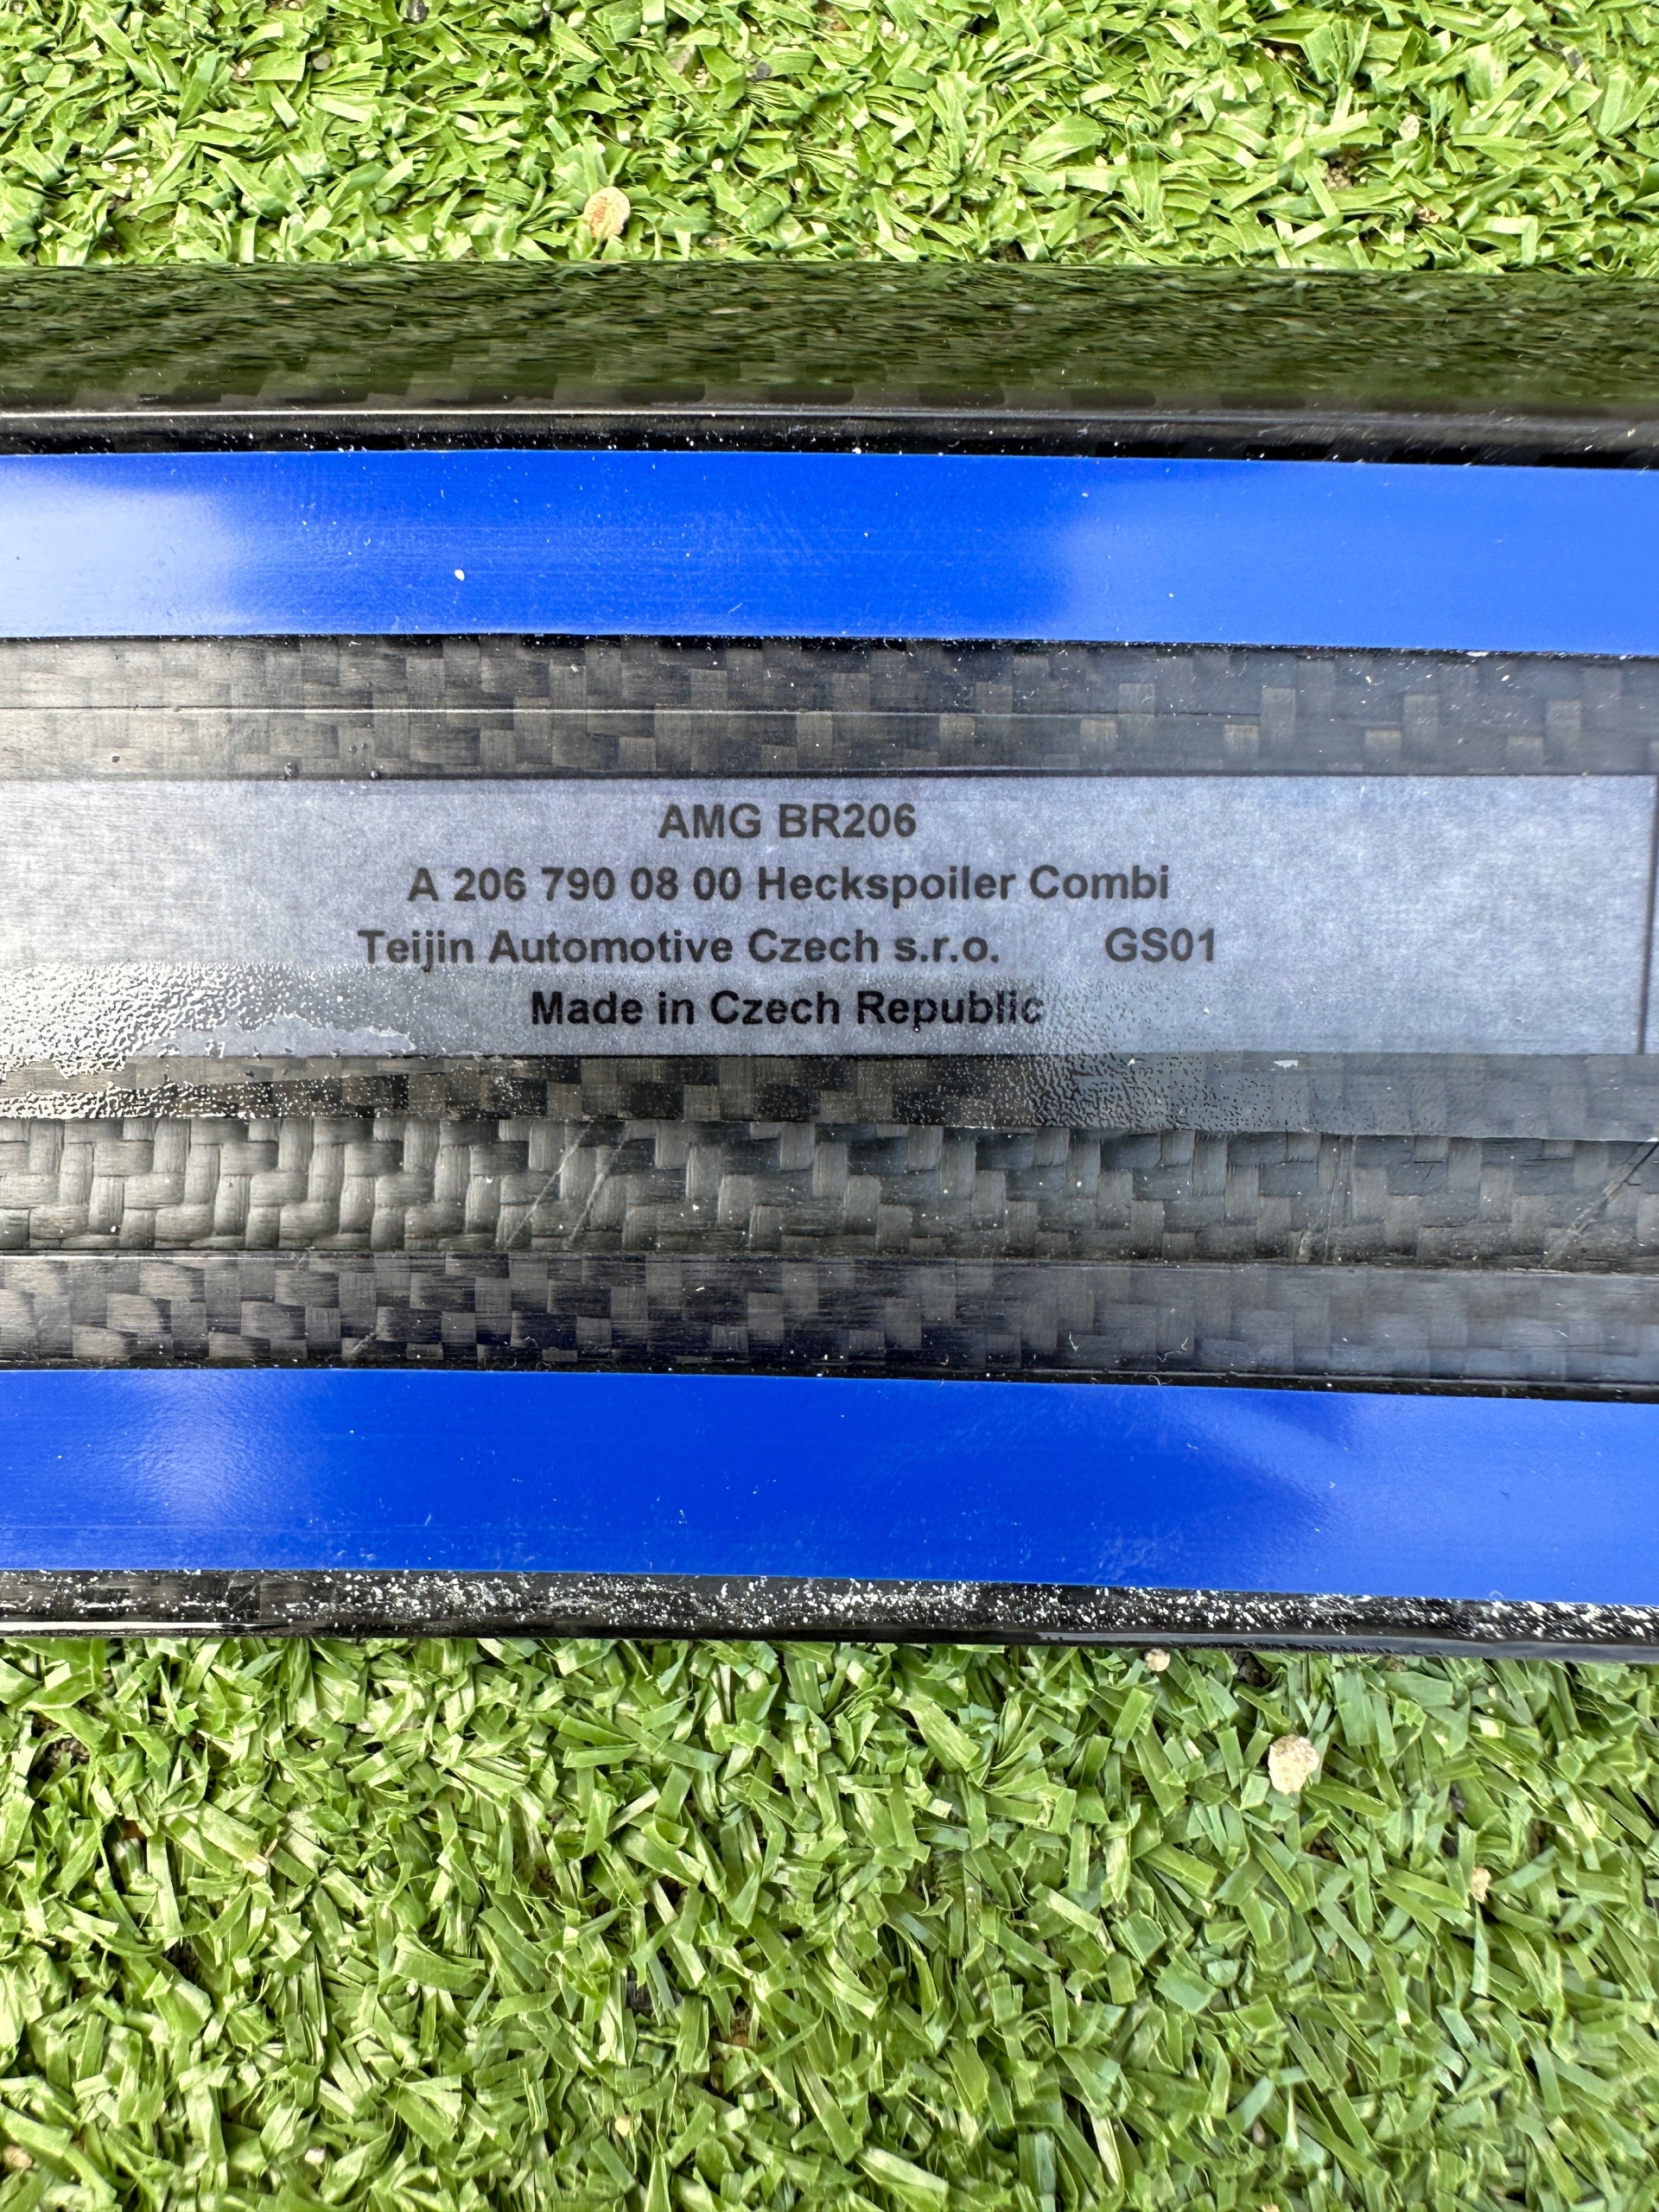 AMG BR206
A 206 790 08 00 Heckspoiler Combi
Teijin Automotive Czech s.r.o. GS01
Made in Czech Republic